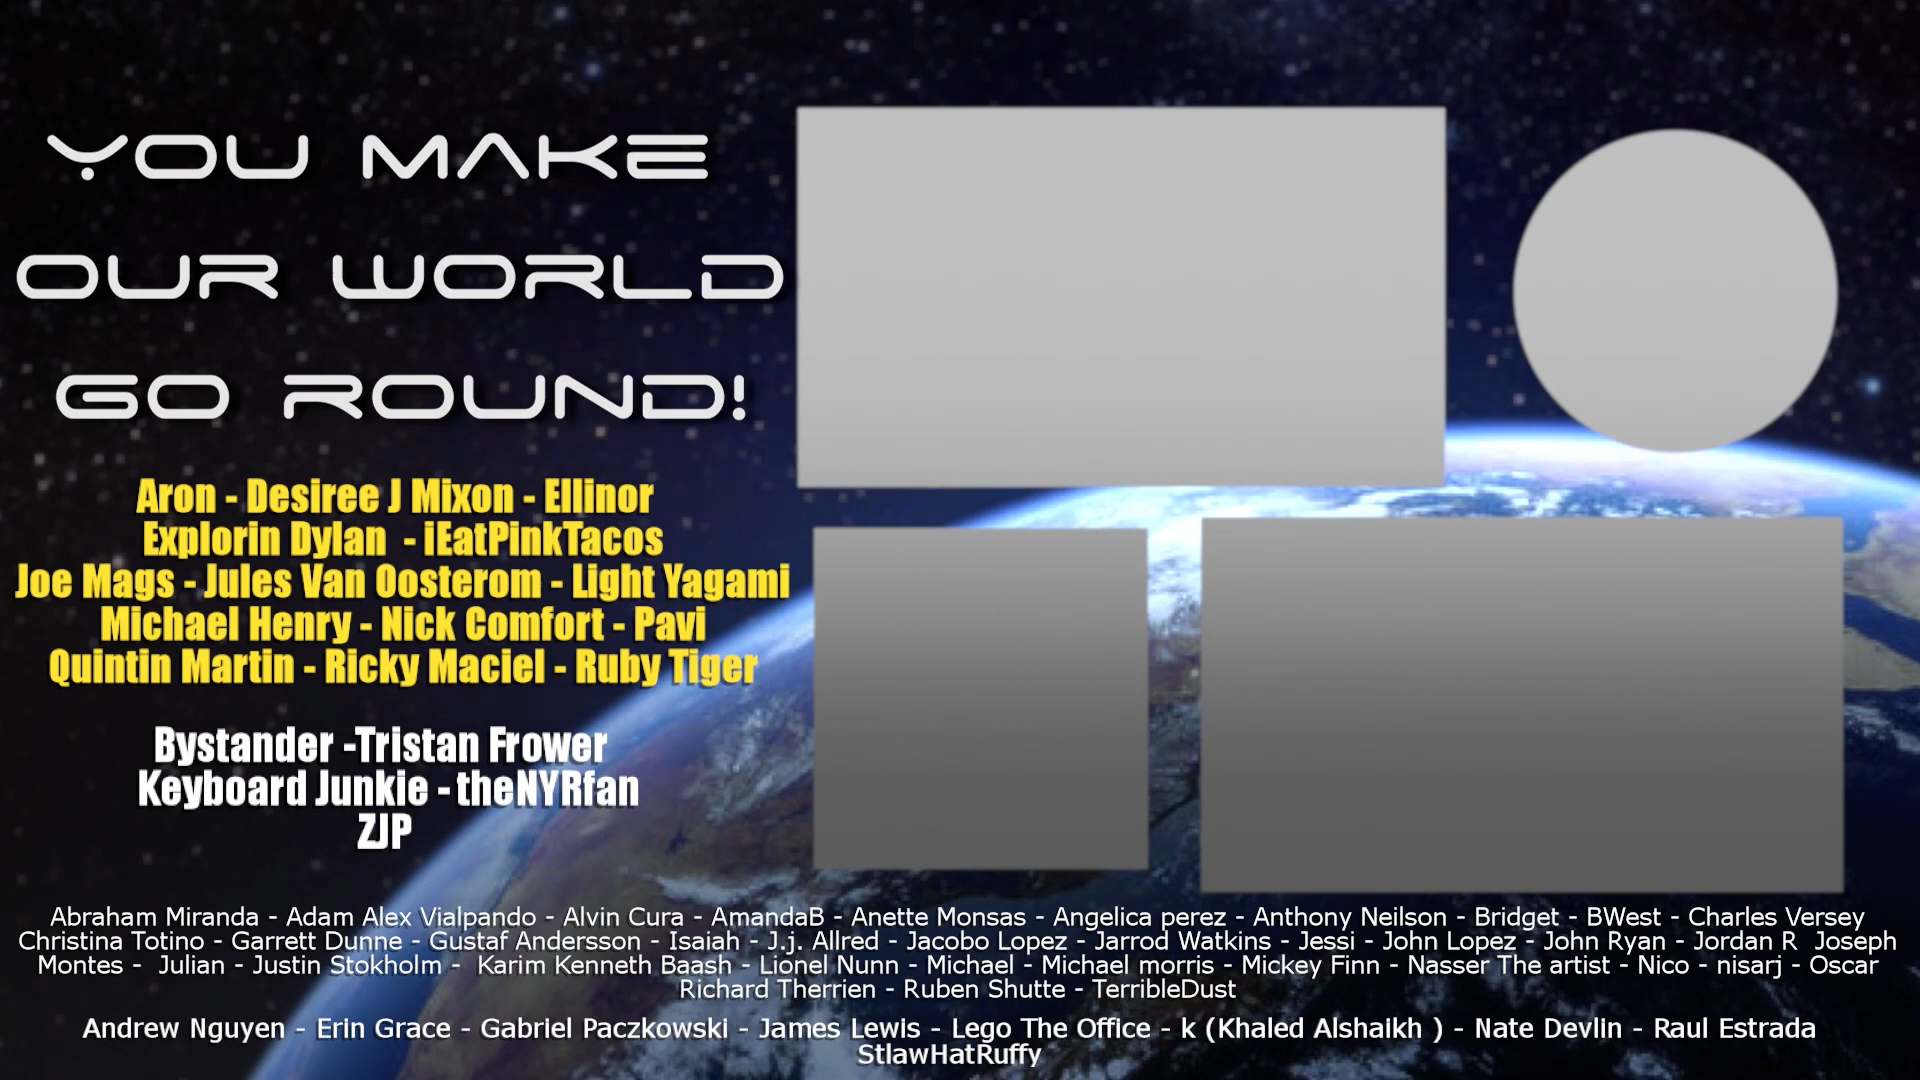 YOU MAKE
OUR WORLD
GO ROUND!
Aron - Desiree J Mixon - Ellinor
Explorin Dylan - iEatPinkTacos
Joe Mags - Jules Van Oosterom - Light Yagami
Michael Henry - Nick Comfort - Pavi
Quintin Martin - Ricky Maciel - Ruby Tiger
Bystander -Tristan Frower
Keyboard Junkie - theNYRfan
ZJP
Abraham Miranda - Adam Alex Vialpando - Alvin Cura - AmandaB - Anette Monsas - Angelica perez - Anthony Neilson - Bridget - BWest - Charles Versey
Christina Totino - Garrett Dunne - Gustaf Andersson - Isaiah - J.j. Allred - Jacobo Lopez - Jarrod Watkins - Jessi - John Lopez - John Ryan - Jordan R Joseph
Montes - Julian - Justin Stokholm - Karim Kenneth Baash - Lionel Nunn - Michael - Michael morris - Mickey Finn - Nasser The artist - Nico - nisarj - Oscar
Richard Therrien - Ruben Shutte - TerribleDust
Andrew Nguyen - Erin Grace - Gabriel Paczkowski - James Lewis - Lego The Office - k (Khaled Alshaikh ) - Nate Devlin - Raul Estrada
StlawHatRuffy